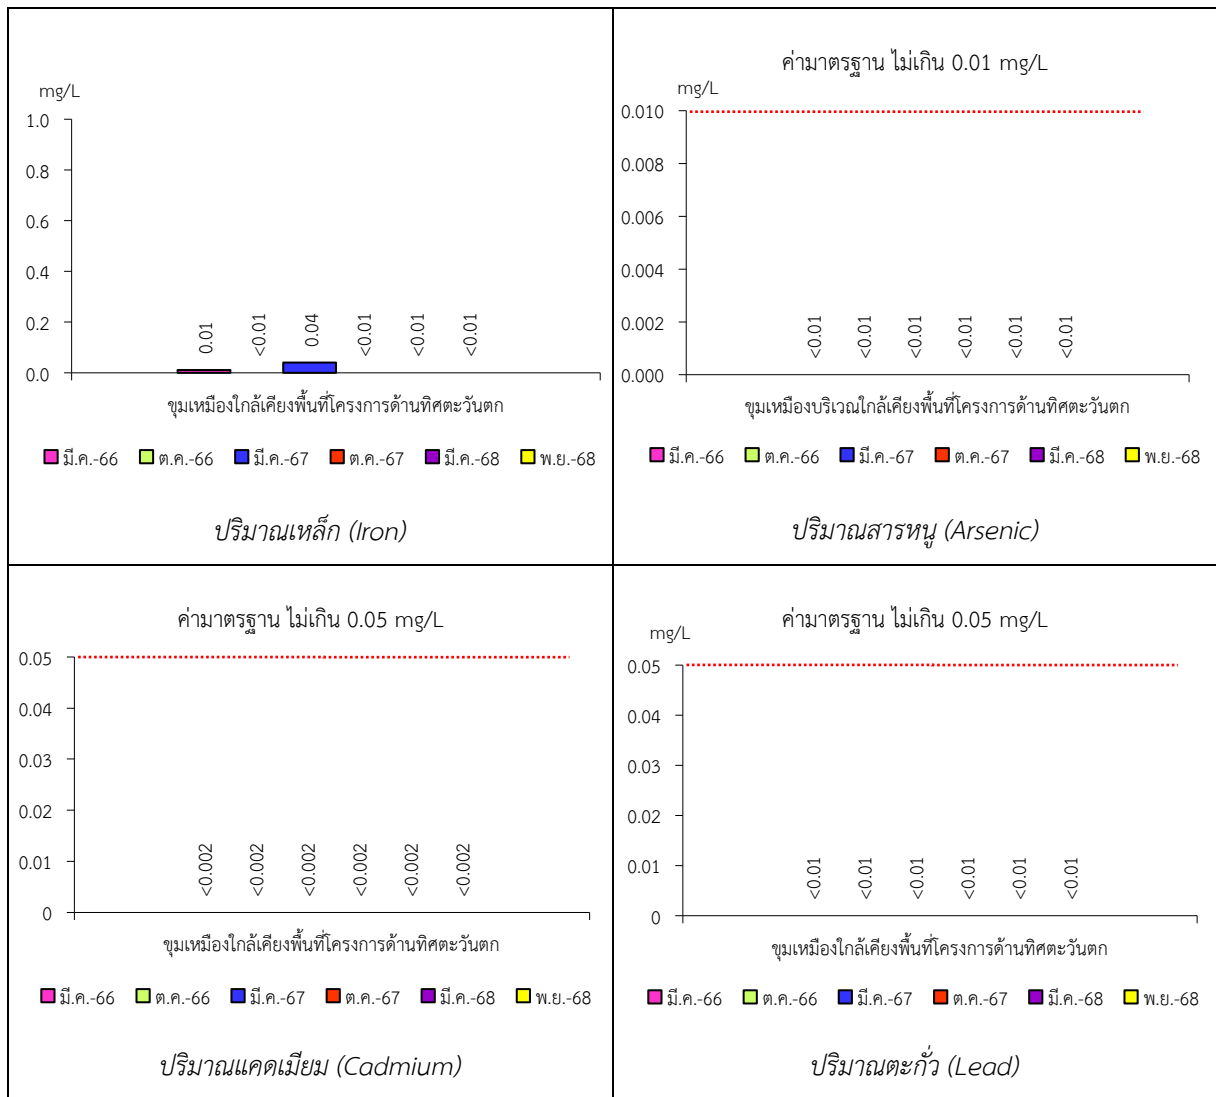 mg/L
1.0
0.8
0.6
0.4
0.2
0.0
0.01
<0.01
0.04
<0.01
<0.01
<0.01
ขุมเหมืองใกล้เคียงพื้นที่โครงการด้านทิศตะวันตก
มี.ค.-66 ต.ค.-66 มี.ค.-67 ต.ค.-67 มี.ค.-68 พ.ย.-68
ปริมาณเหล็ก (Iron)
ค่ามาตรฐาน ไม่เกิน 0.01 mg/L
mg/L
0.010
0.008
0.006
0.004
0.002
0.000
<0.01
<0.01
<0.01
<0.01
<0.01
<0.01
ขุมเหมืองบริเวณใกล้เคียงพื้นที่โครงการด้านทิศตะวันตก
มี.ค.-66 ต.ค.-66 มี.ค.-67 ต.ค.-67 มี.ค.-68 พ.ย.-68
ปริมาณสารหนู (Arsenic)
ค่ามาตรฐาน ไม่เกิน 0.05 mg/L
0.05
0.04
0.03
0.02
0.01
0
<0.002
<0.002
<0.002
<0.002
<0.002
<0.002
ขุมเหมืองใกล้เคียงพื้นที่โครงการด้านทิศตะวันตก
มี.ค.-66 ต.ค.-66 มี.ค.-67 ต.ค.-67 มี.ค.-68 พ.ย.-68
ปริมาณแคดเมียม (Cadmium)
ค่ามาตรฐาน ไม่เกิน 0.05 mg/L
mg/L
0.05
0.04
0.03
0.02
0.01
0
<0.01
<0.01
<0.01
<0.01
<0.01
<0.01
ขุมเหมืองใกล้เคียงพื้นที่โครงการด้านทิศตะวันตก
มี.ค.-66 ต.ค.-66 มี.ค.-67 ต.ค.-67 มี.ค.-68 พ.ย.-68
ปริมาณตะกั่ว (Lead)